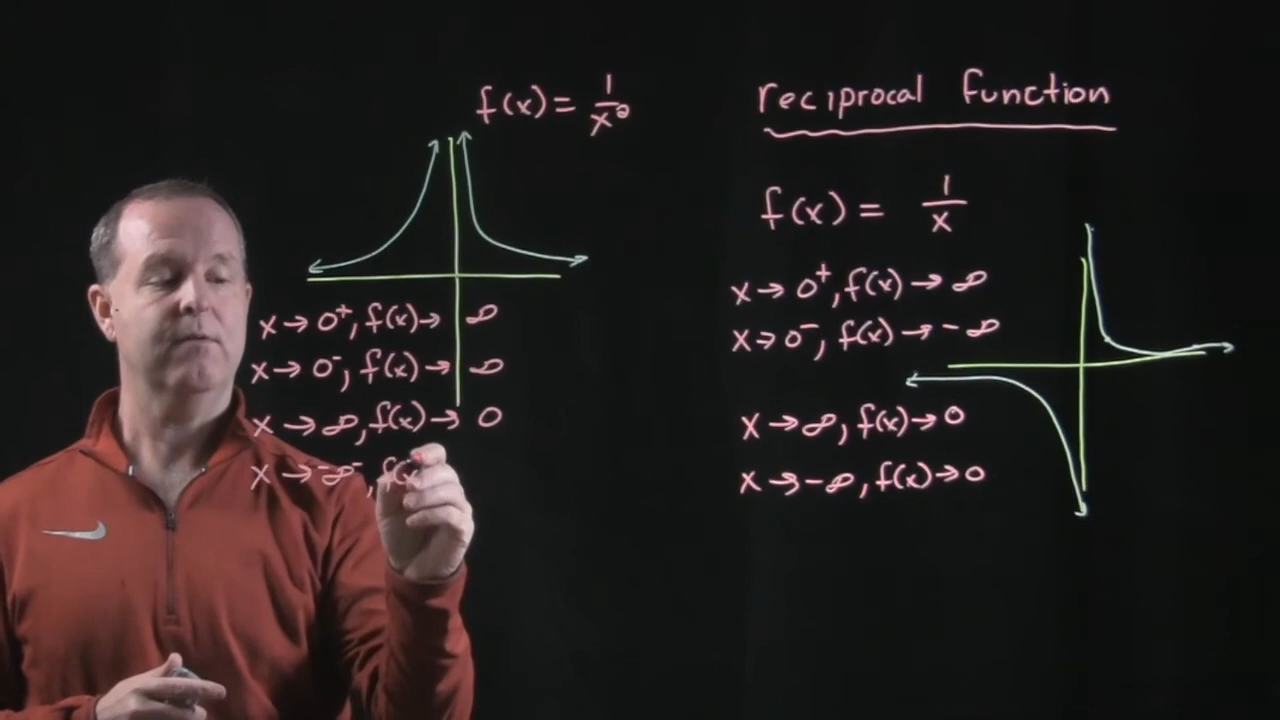 f(x) = 1/x²
x → 0⁺, f(x) → ∞
x → 0⁻, f(x) → ∞
x → ∞, f(x) → 0
x → -∞⁻, f(x
reciprocal function
f(x) = 1/x
x → 0⁺, f(x) → ∞
x → 0⁻, f(x) → -∞
x → ∞, f(x) → 0
x → -∞, f(x) → 0